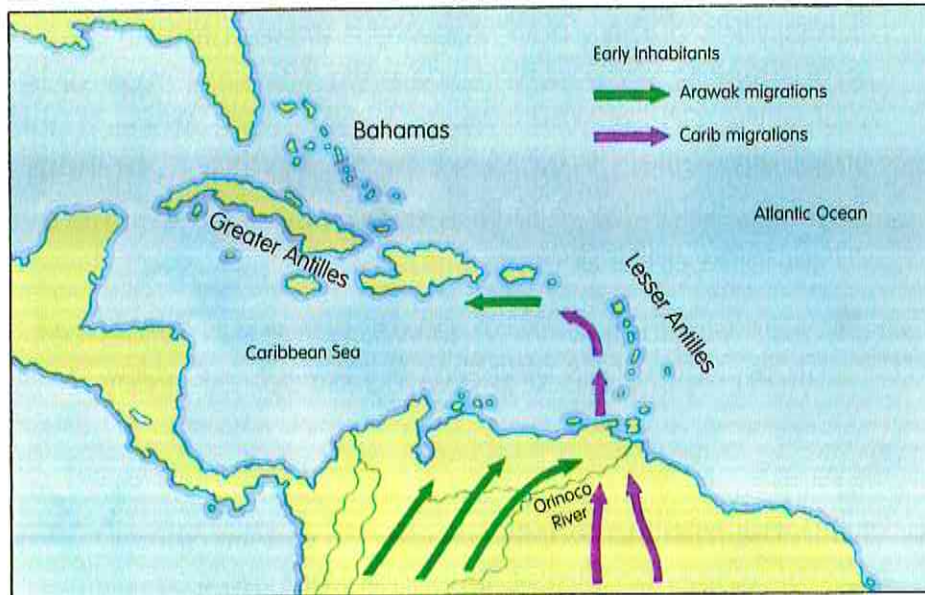 Early Inhabitants
Arawak migrations
Carib migrations
Bahamas
Atlantic Ocean
Greater Antilles
Lesser Antilles
Caribbean Sea
Orinoco
River